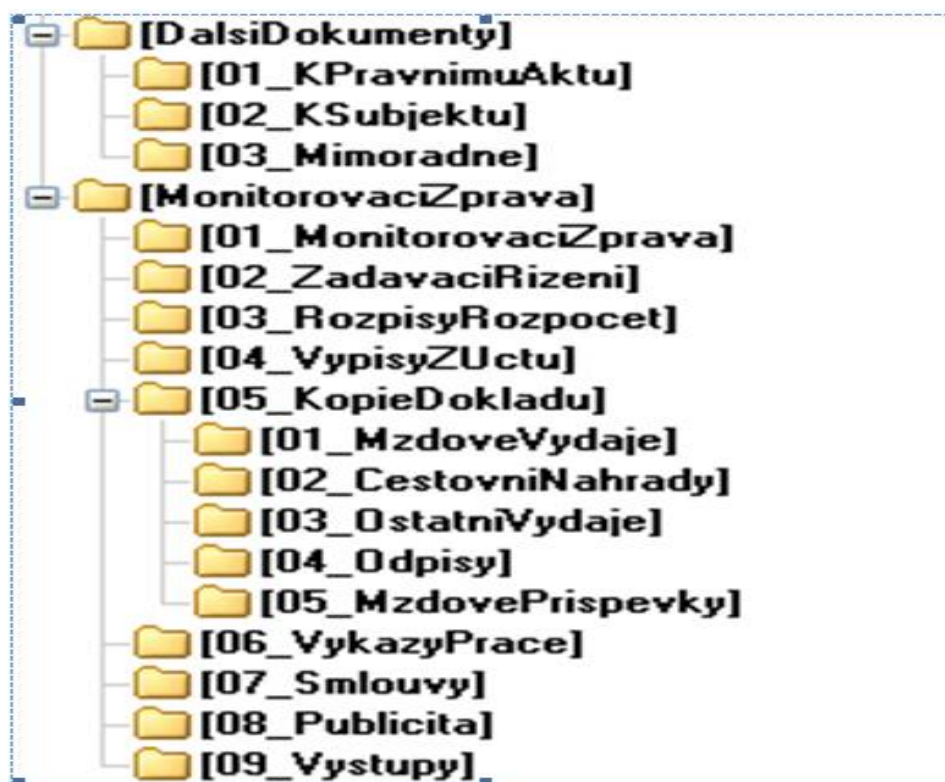 [DalsiDokumenty]
[01_KPravnimuAktu]
[02_KSubjektu]
[03_Mimoradne]
[MonitorovaciZprava]
[01_MonitorovaciZprava]
[02_ZadavaciRizeni]
[03_RozpisyRozpocet]
[04_VypisyZUctu]
[05_KopieDokladu]
[01_MzdoveVydaje]
[02_CestovniNahrady]
[03_OstatniVydaje]
[04_Odpisy]
[05_MzdovePrispevky]
[06_VykazyPrace]
[07_Smlouvy]
[08_Publicita]
[09_Vystupy]